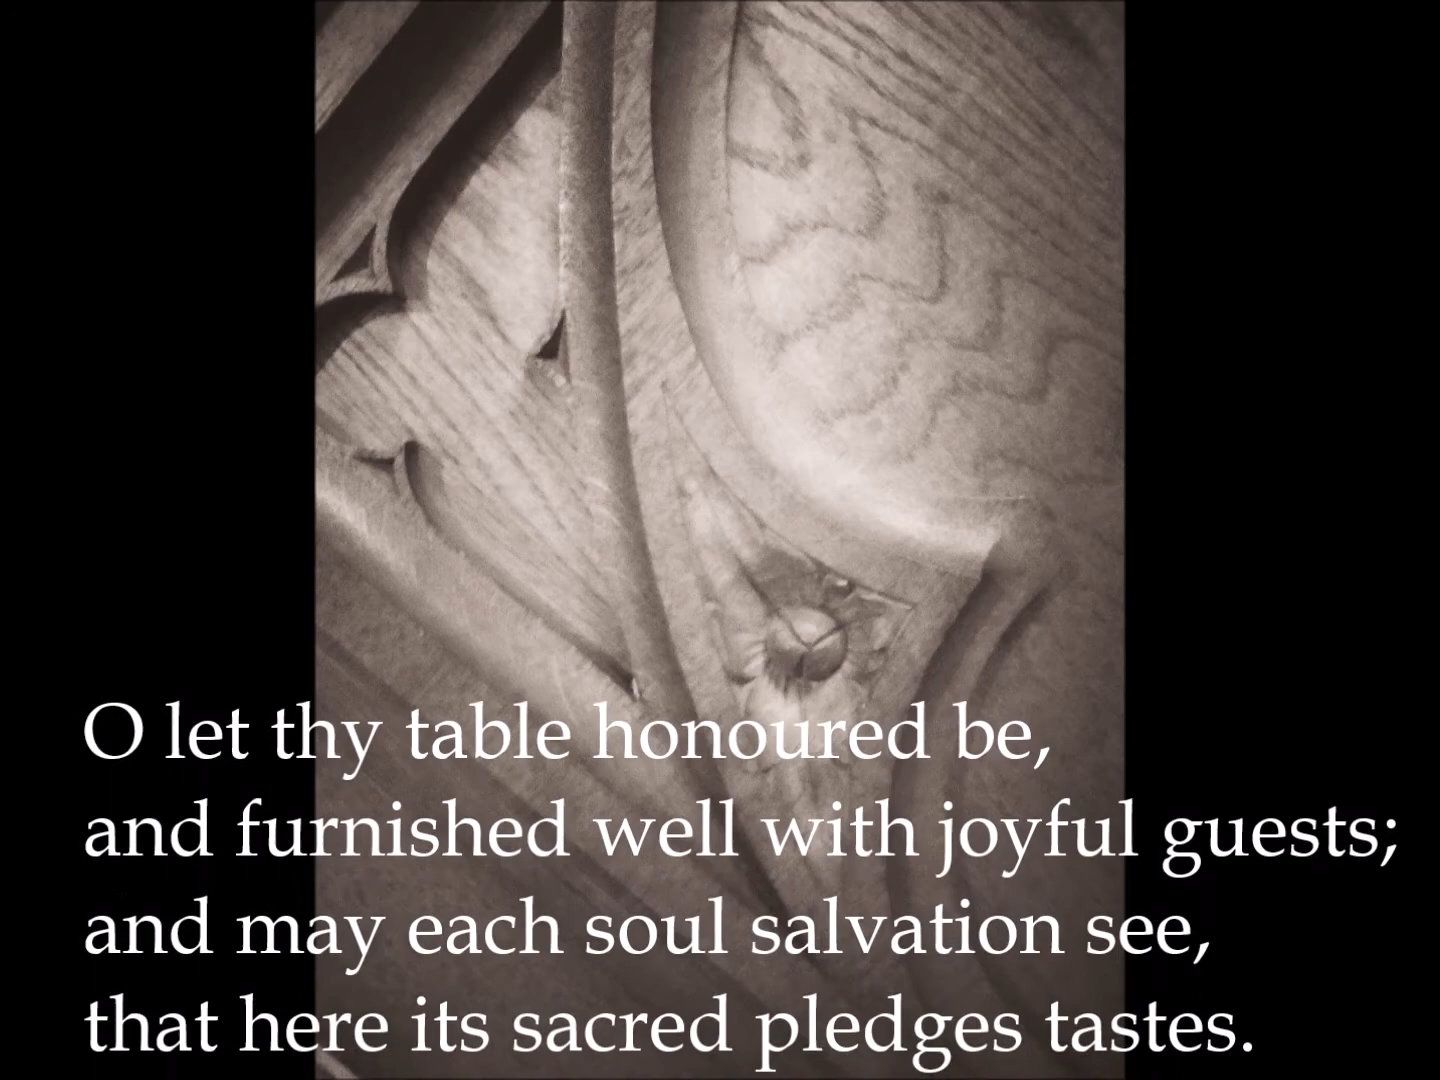 O let thy table honoured be,
and furnished well with joyful guests;
and may each soul salvation see,
that here its sacred pledges tastes.